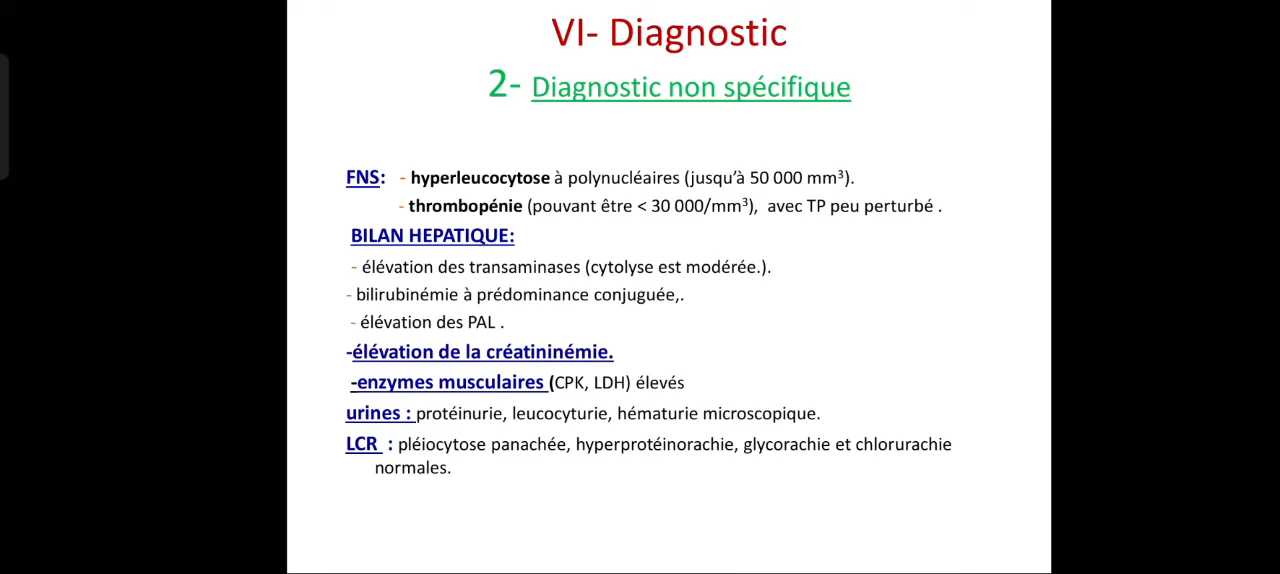 VI- Diagnostic
2- Diagnostic non spécifique
FNS: - hyperleucocytose à polynucléaires (jusqu’à 50 000 mm³).
- thrombopénie (pouvant être < 30 000/mm³), avec TP peu perturbé .
BILAN HEPATIQUE:
- élévation des transaminases (cytolyse est modérée.).
- bilirubinémie à prédominance conjuguée,.
- élévation des PAL .
-élévation de la créatininémie.
-enzymes musculaires (CPK, LDH) élevés
urines : protéinurie, leucocyturie, hématurie microscopique.
LCR : pléiocytose panachée, hyperprotéinorachie, glycorachie et chlorurachie
normales.